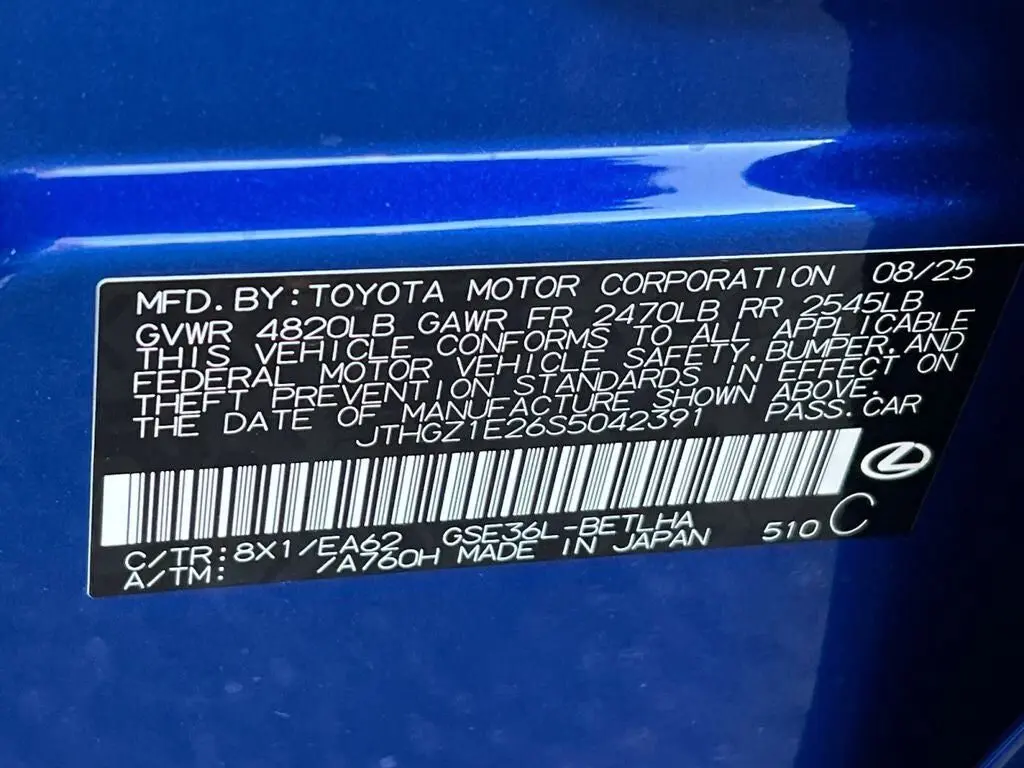 MFD. BY: TOYOTA MOTOR CORPORATION 08/25
GVWR 4820LB GAWR FR 2470LB RR 2545LB
THIS VEHICLE CONFORMS TO ALL APPLICABLE
FEDERAL MOTOR VEHICLE SAFETY, BUMPER, AND
THEFT PREVENTION STANDARDS IN EFFECT ON
THE DATE OF MANUFACTURE SHOWN ABOVE.
JTHGZ1E26S5042391 PASS. CAR
C/TR: 8X1/EA62 GSE36L-BETLHA 510 C
A/TM: /A760H MADE IN JAPAN